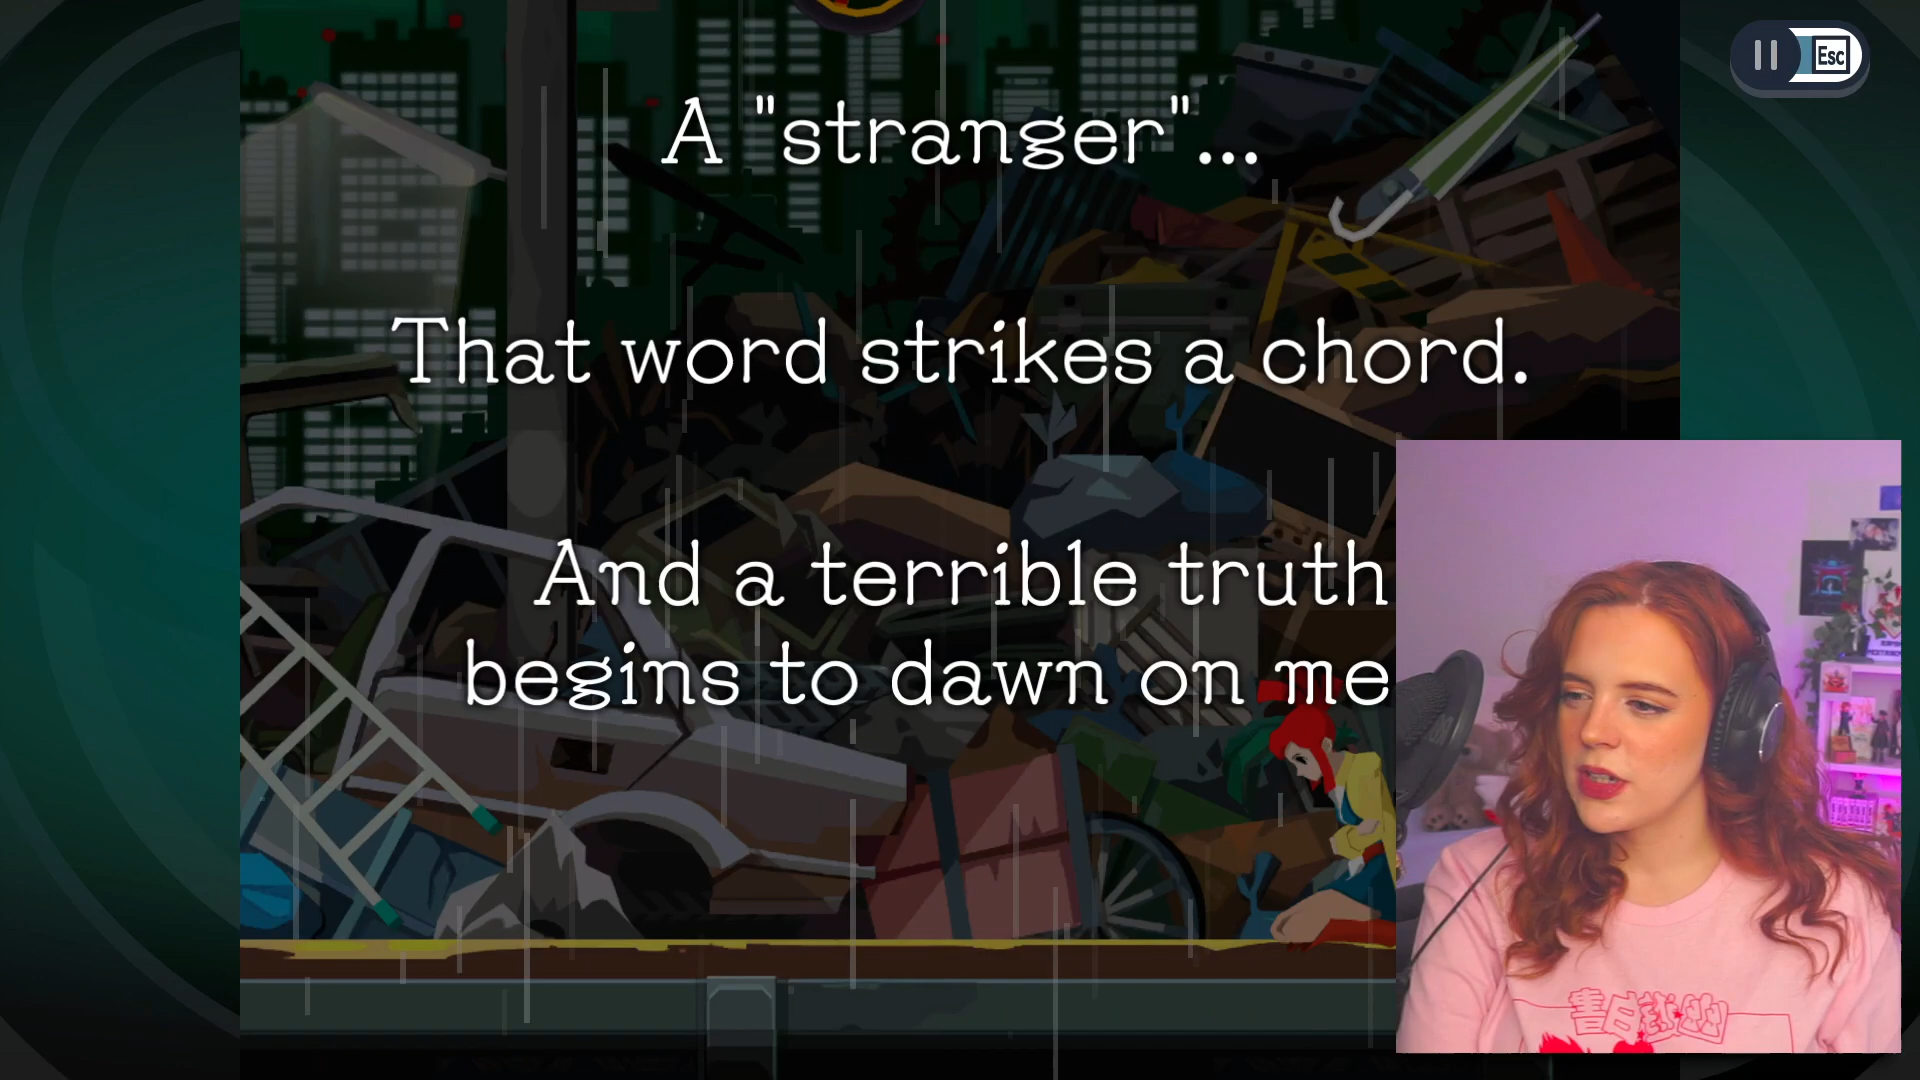 Esc
A "stranger"...
That word strikes a chord.
And a terrible truth
begins to dawn on me